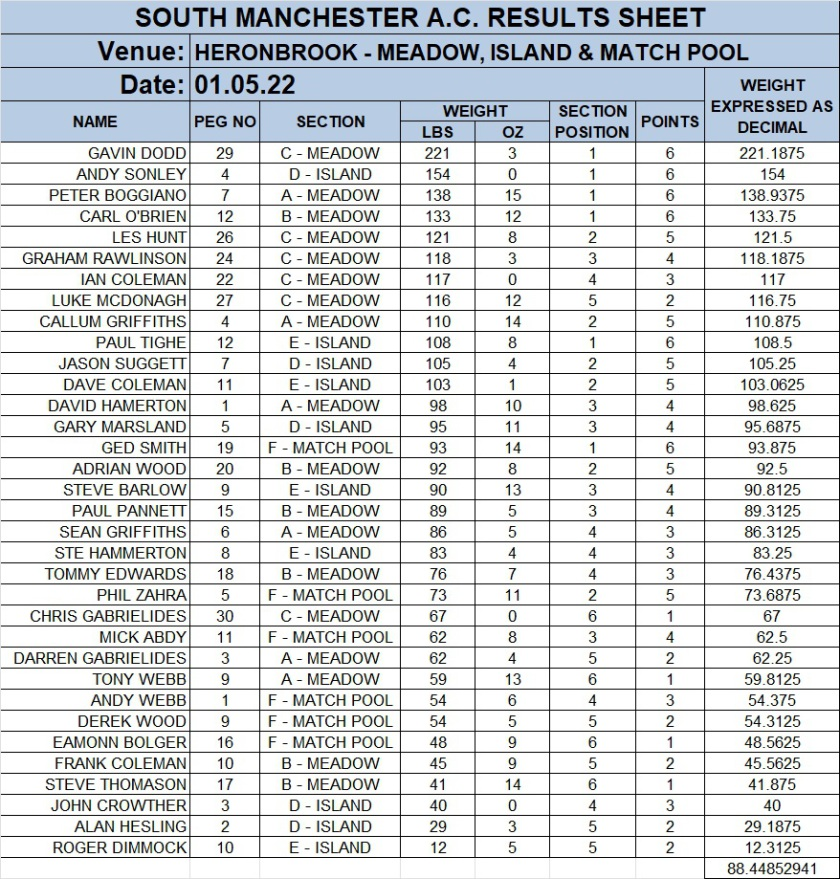 SOUTH MANCHESTER A.C. RESULTS SHEET
Venue: HERONBROOK - MEADOW, ISLAND & MATCH POOL
Date: 01.05.22
NAME PEG NO SECTION WEIGHT LBS OZ SECTION POSITION POINTS WEIGHT EXPRESSED AS DECIMAL
GAVIN DODD 29 C - MEADOW 221 3 1 6 221.1875
ANDY SONLEY 4 D - ISLAND 154 0 1 6 154
PETER BOGGIANO 7 A - MEADOW 138 15 1 6 138.9375
CARL O'BRIEN 12 B - MEADOW 133 12 1 6 133.75
LES HUNT 26 C - MEADOW 121 8 2 5 121.5
GRAHAM RAWLINSON 24 C - MEADOW 118 3 3 4 118.1875
IAN COLEMAN 22 C - MEADOW 117 0 4 3 117
LUKE MCDONAGH 27 C - MEADOW 116 12 5 2 116.75
CALLUM GRIFFITHS 4 A - MEADOW 110 14 2 5 110.875
PAUL TIGHE 12 E - ISLAND 108 8 1 6 108.5
JASON SUGGETT 7 D - ISLAND 105 4 2 5 105.25
DAVE COLEMAN 11 E - ISLAND 103 1 2 5 103.0625
DAVID HAMERTON 1 A - MEADOW 98 10 3 4 98.625
GARY MARSLAND 5 D - ISLAND 95 11 3 4 95.6875
GED SMITH 19 F - MATCH POOL 93 14 1 6 93.875
ADRIAN WOOD 20 B - MEADOW 92 8 2 5 92.5
STEVE BARLOW 9 E - ISLAND 90 13 3 4 90.8125
PAUL PANNETT 15 B - MEADOW 89 5 3 4 89.3125
SEAN GRIFFITHS 6 A - MEADOW 86 5 4 3 86.3125
STE HAMMERTON 8 E - ISLAND 83 4 4 3 83.25
TOMMY EDWARDS 18 B - MEADOW 76 7 4 3 76.4375
PHIL ZAHRA 5 F - MATCH POOL 73 11 2 5 73.6875
CHRIS GABRIELIDES 30 C - MEADOW 67 0 6 1 67
MICK ABDY 11 F - MATCH POOL 62 8 3 4 62.5
DARREN GABRIELIDES 3 A - MEADOW 62 4 5 2 62.25
TONY WEBB 9 A - MEADOW 59 13 6 1 59.8125
ANDY WEBB 1 F - MATCH POOL 54 6 4 3 54.375
DEREK WOOD 9 F - MATCH POOL 54 5 5 2 54.3125
EAMONN BOLGER 16 F - MATCH POOL 48 9 6 1 48.5625
FRANK COLEMAN 10 B - MEADOW 45 9 5 2 45.5625
STEVE THOMASON 17 B - MEADOW 41 14 6 1 41.875
JOHN CROWTHER 3 D - ISLAND 40 0 4 3 40
ALAN HESLING 2 D - ISLAND 29 3 5 2 29.1875
ROGER DIMMOCK 10 E - ISLAND 12 5 5 2 12.3125
88.44852941